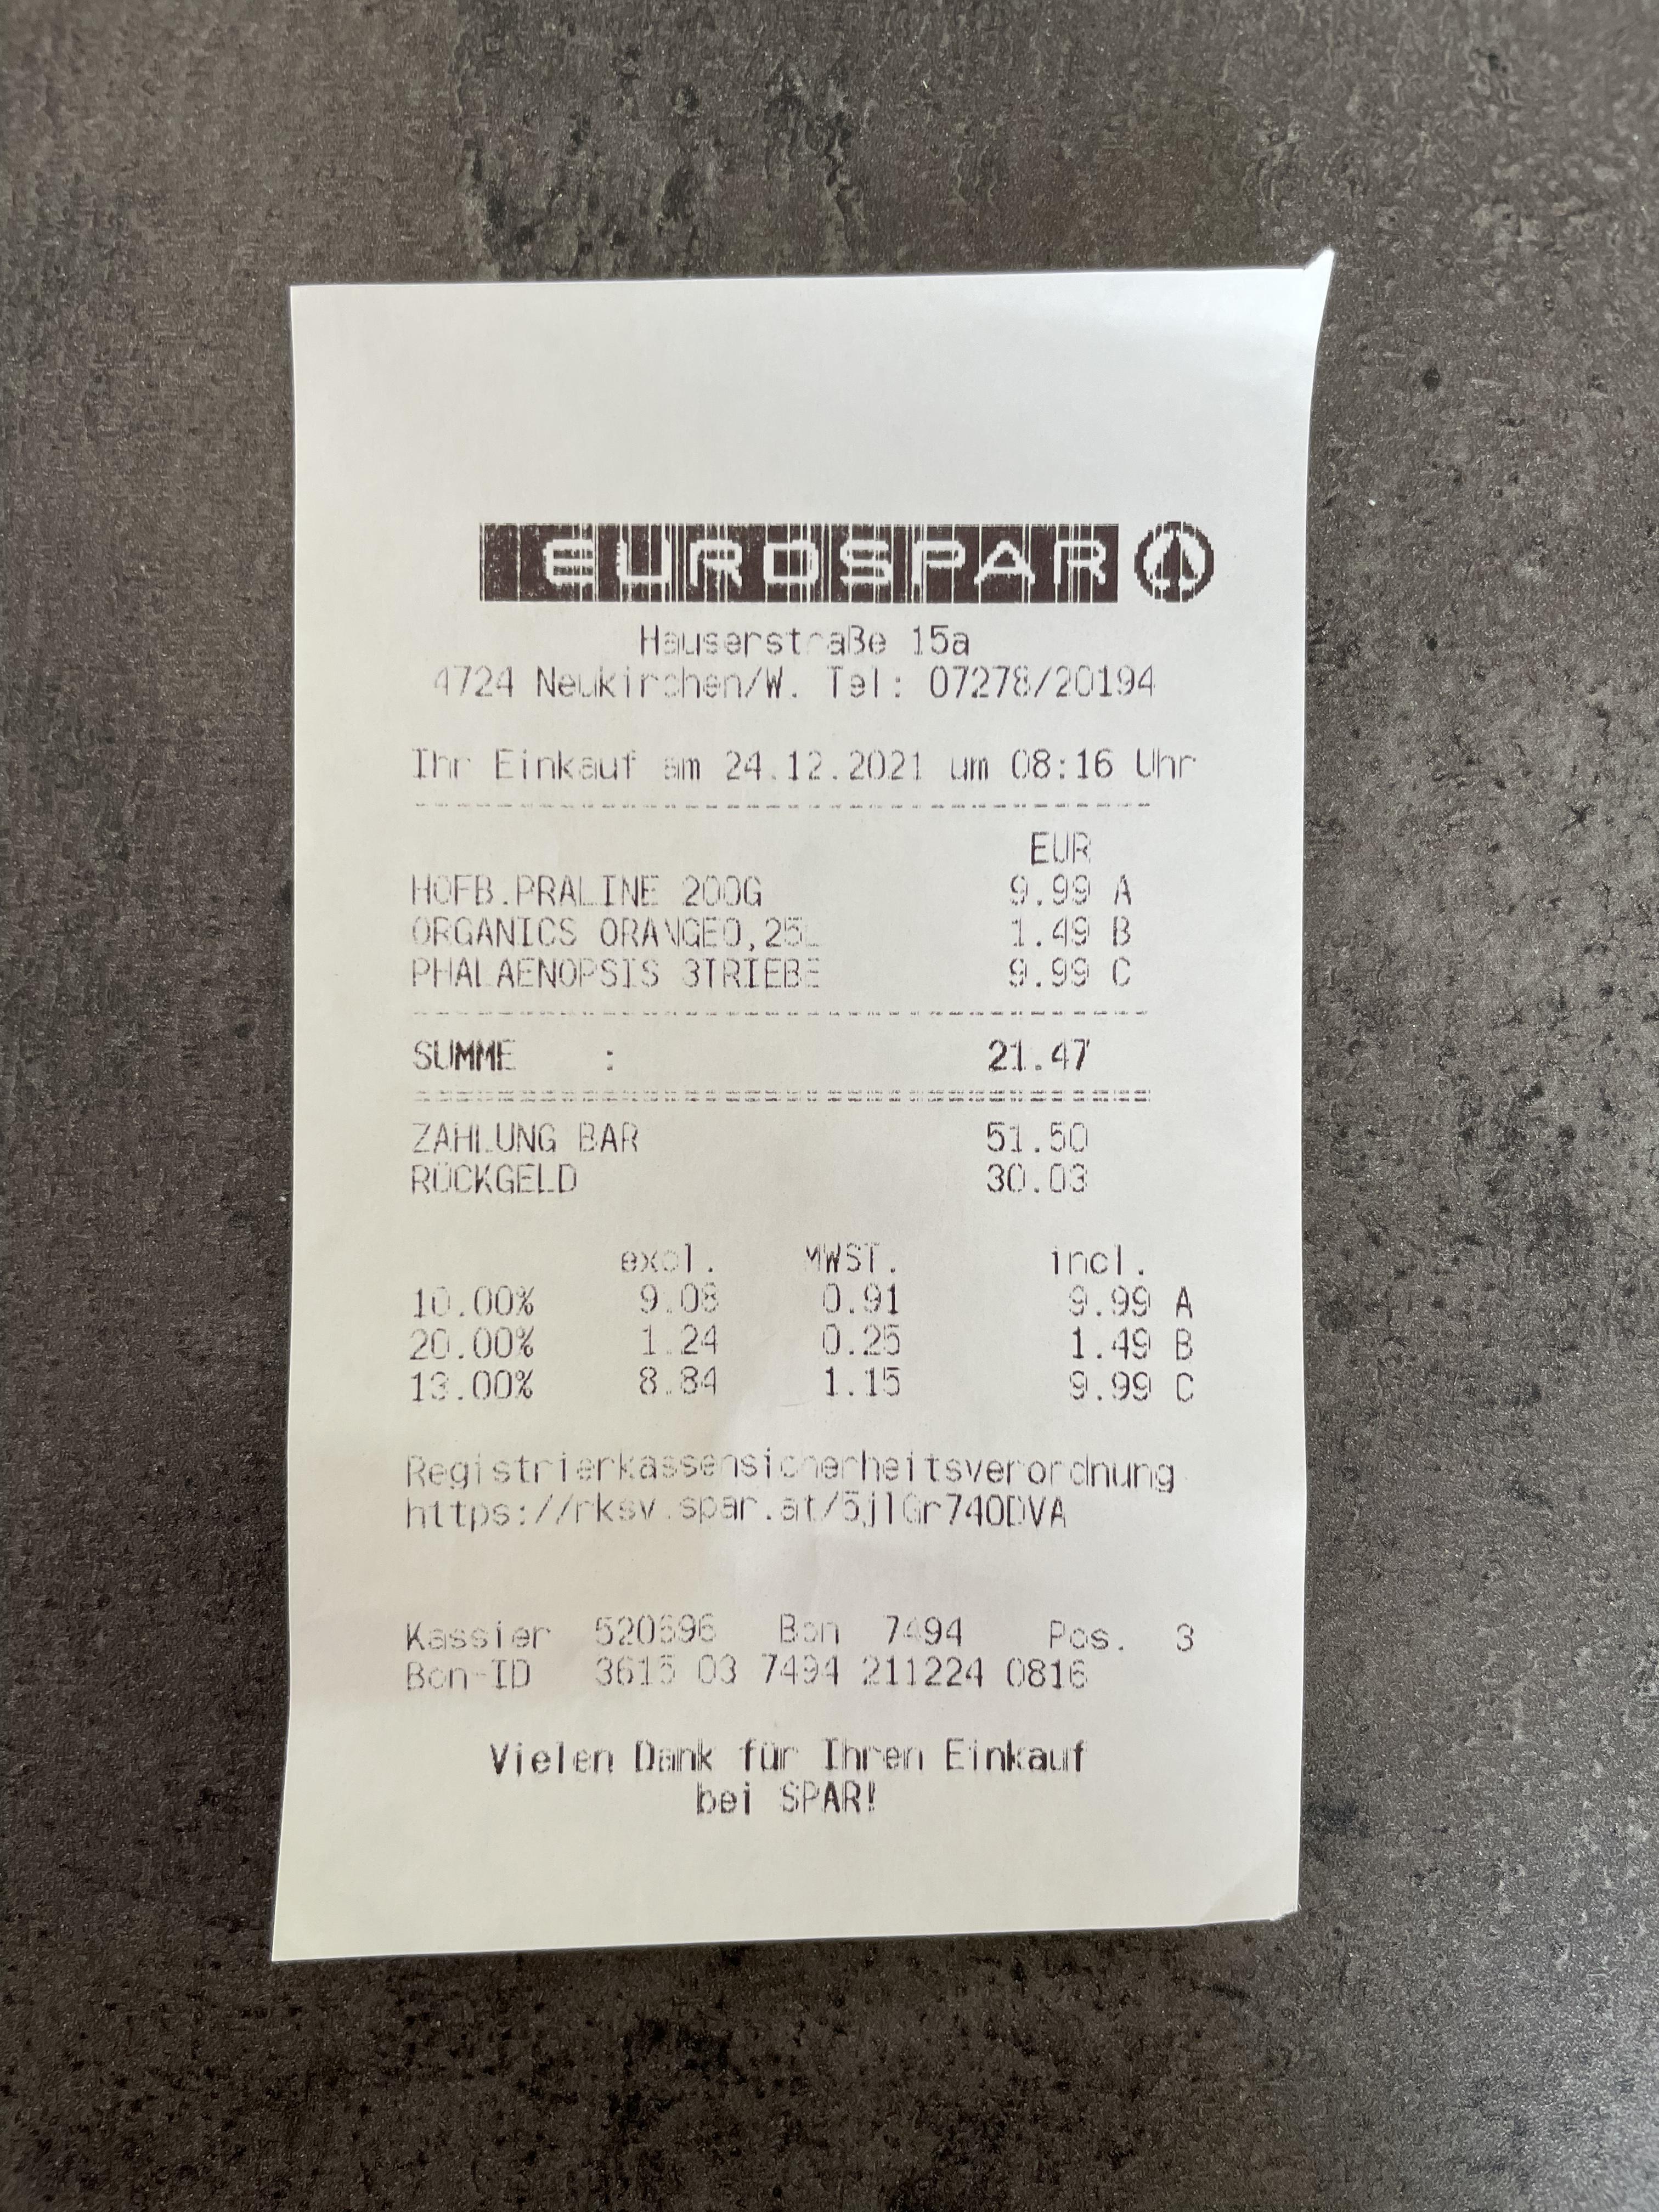 EUROSPAR
Hauserstraße 15a
4724 Neukirchen/W. Tel: 07278/20194
Ihr Einkauf am 24.12.2021 um 08:16 Uhr
EUR
HOFB.PRALINE 200G 9.99 A
ORGANICS ORANGE0,25L 1.49 B
PHALAENOPSIS 3TRIEBE 9.99 C
SUMME : 21.47
ZAHLUNG BAR 51.50
RÜCKGELD 30.03
excl. MWST. incl.
10.00% 9.08 0.91 9.99 A
20.00% 1.24 0.25 1.49 B
13.00% 8.84 1.15 9.99 C
Registrierkassensicherheitsverordnung
https://rksv.spar.at/5jlGr740DVA
Kassier 520696 Bon 7494 Pos. 3
Bon-ID 3615 03 7494 211224 0816
Vielen Dank für Ihren Einkauf
bei SPAR!